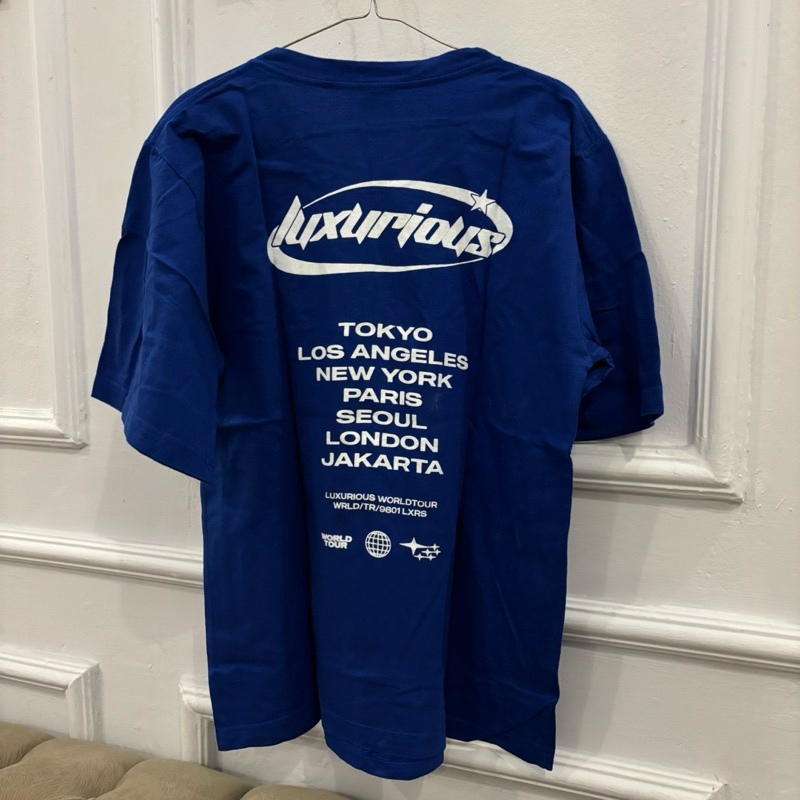 luxurious
TOKYO
LOS ANGELES
NEW YORK
PARIS
SEOUL
LONDON
JAKARTA
LUXURIOUS WORLDTOUR
WRLD/TR/9801 LXRS
WORLD
TOUR